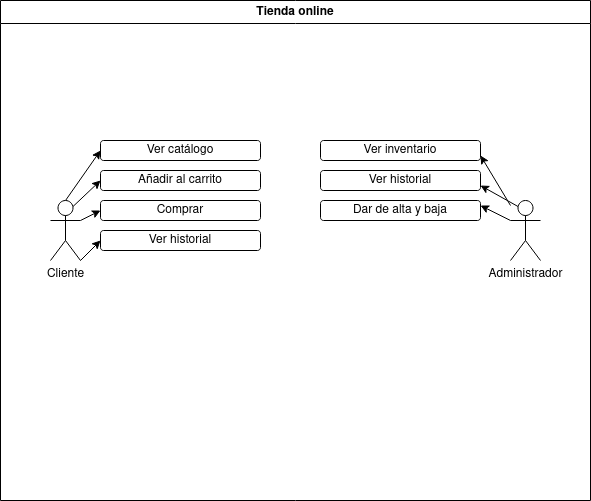 Tienda online
Ver catálogo
Añadir al carrito
Comprar
Ver historial
Cliente
Ver inventario
Ver historial
Dar de alta y baja
Administrador